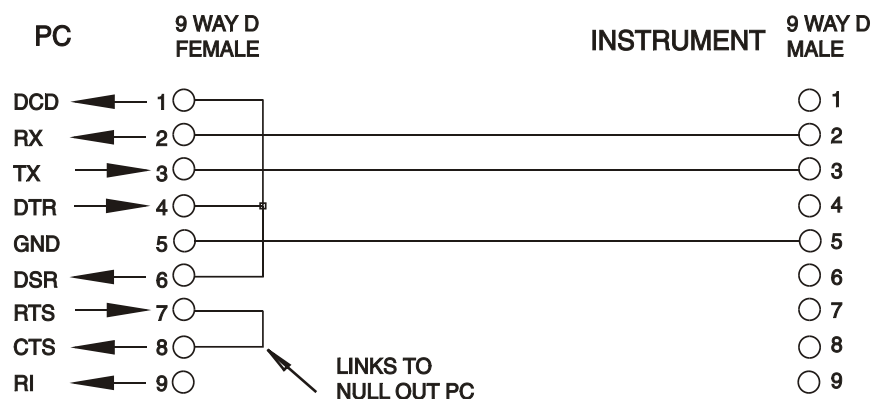 PC
9 WAY D
FEMALE
INSTRUMENT
9 WAY D
MALE
DCD 1 1
RX 2 2
TX 3 3
DTR 4 4
GND 5 5
DSR 6 6
RTS 7 7
CTS 8 8
RI 9 9
LINKS TO
NULL OUT PC